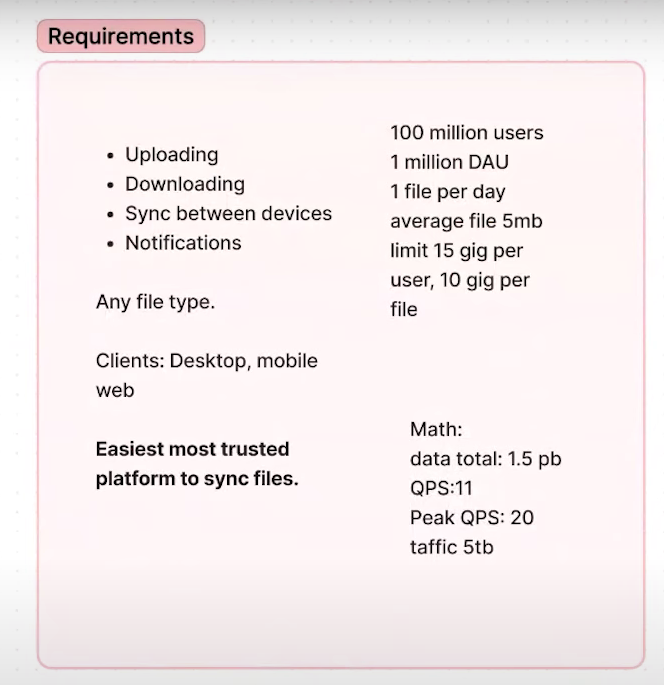 Requirements
• Uploading
• Downloading
• Sync between devices
• Notifications
Any file type.
Clients: Desktop, mobile
web
Easiest most trusted
platform to sync files.
100 million users
1 million DAU
1 file per day
average file 5mb
limit 15 gig per
user, 10 gig per
file
Math:
data total: 1.5 pb
QPS:11
Peak QPS: 20
taffic 5tb